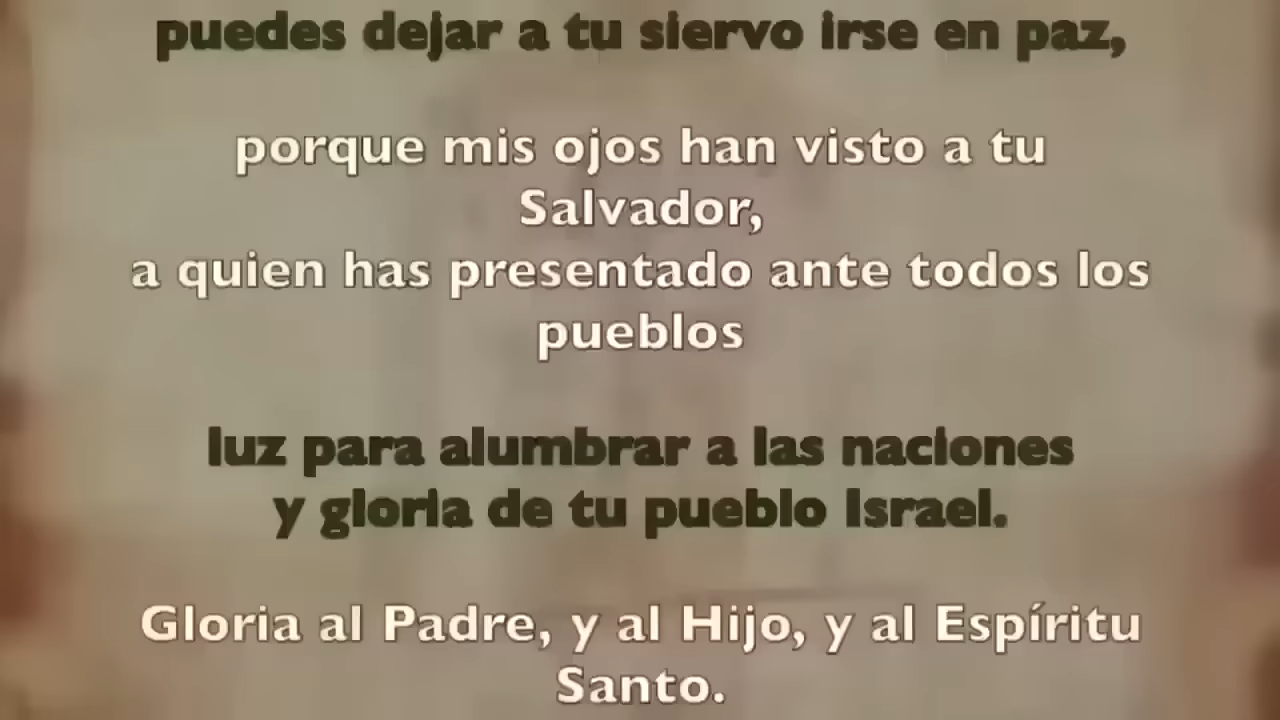 puedes dejar a tu siervo irse en paz,
porque mis ojos han visto a tu
Salvador,
a quien has presentado ante todos los
pueblos
luz para alumbrar a las naciones
y gloria de tu pueblo Israel.
Gloria al Padre, y al Hijo, y al Espíritu
Santo.